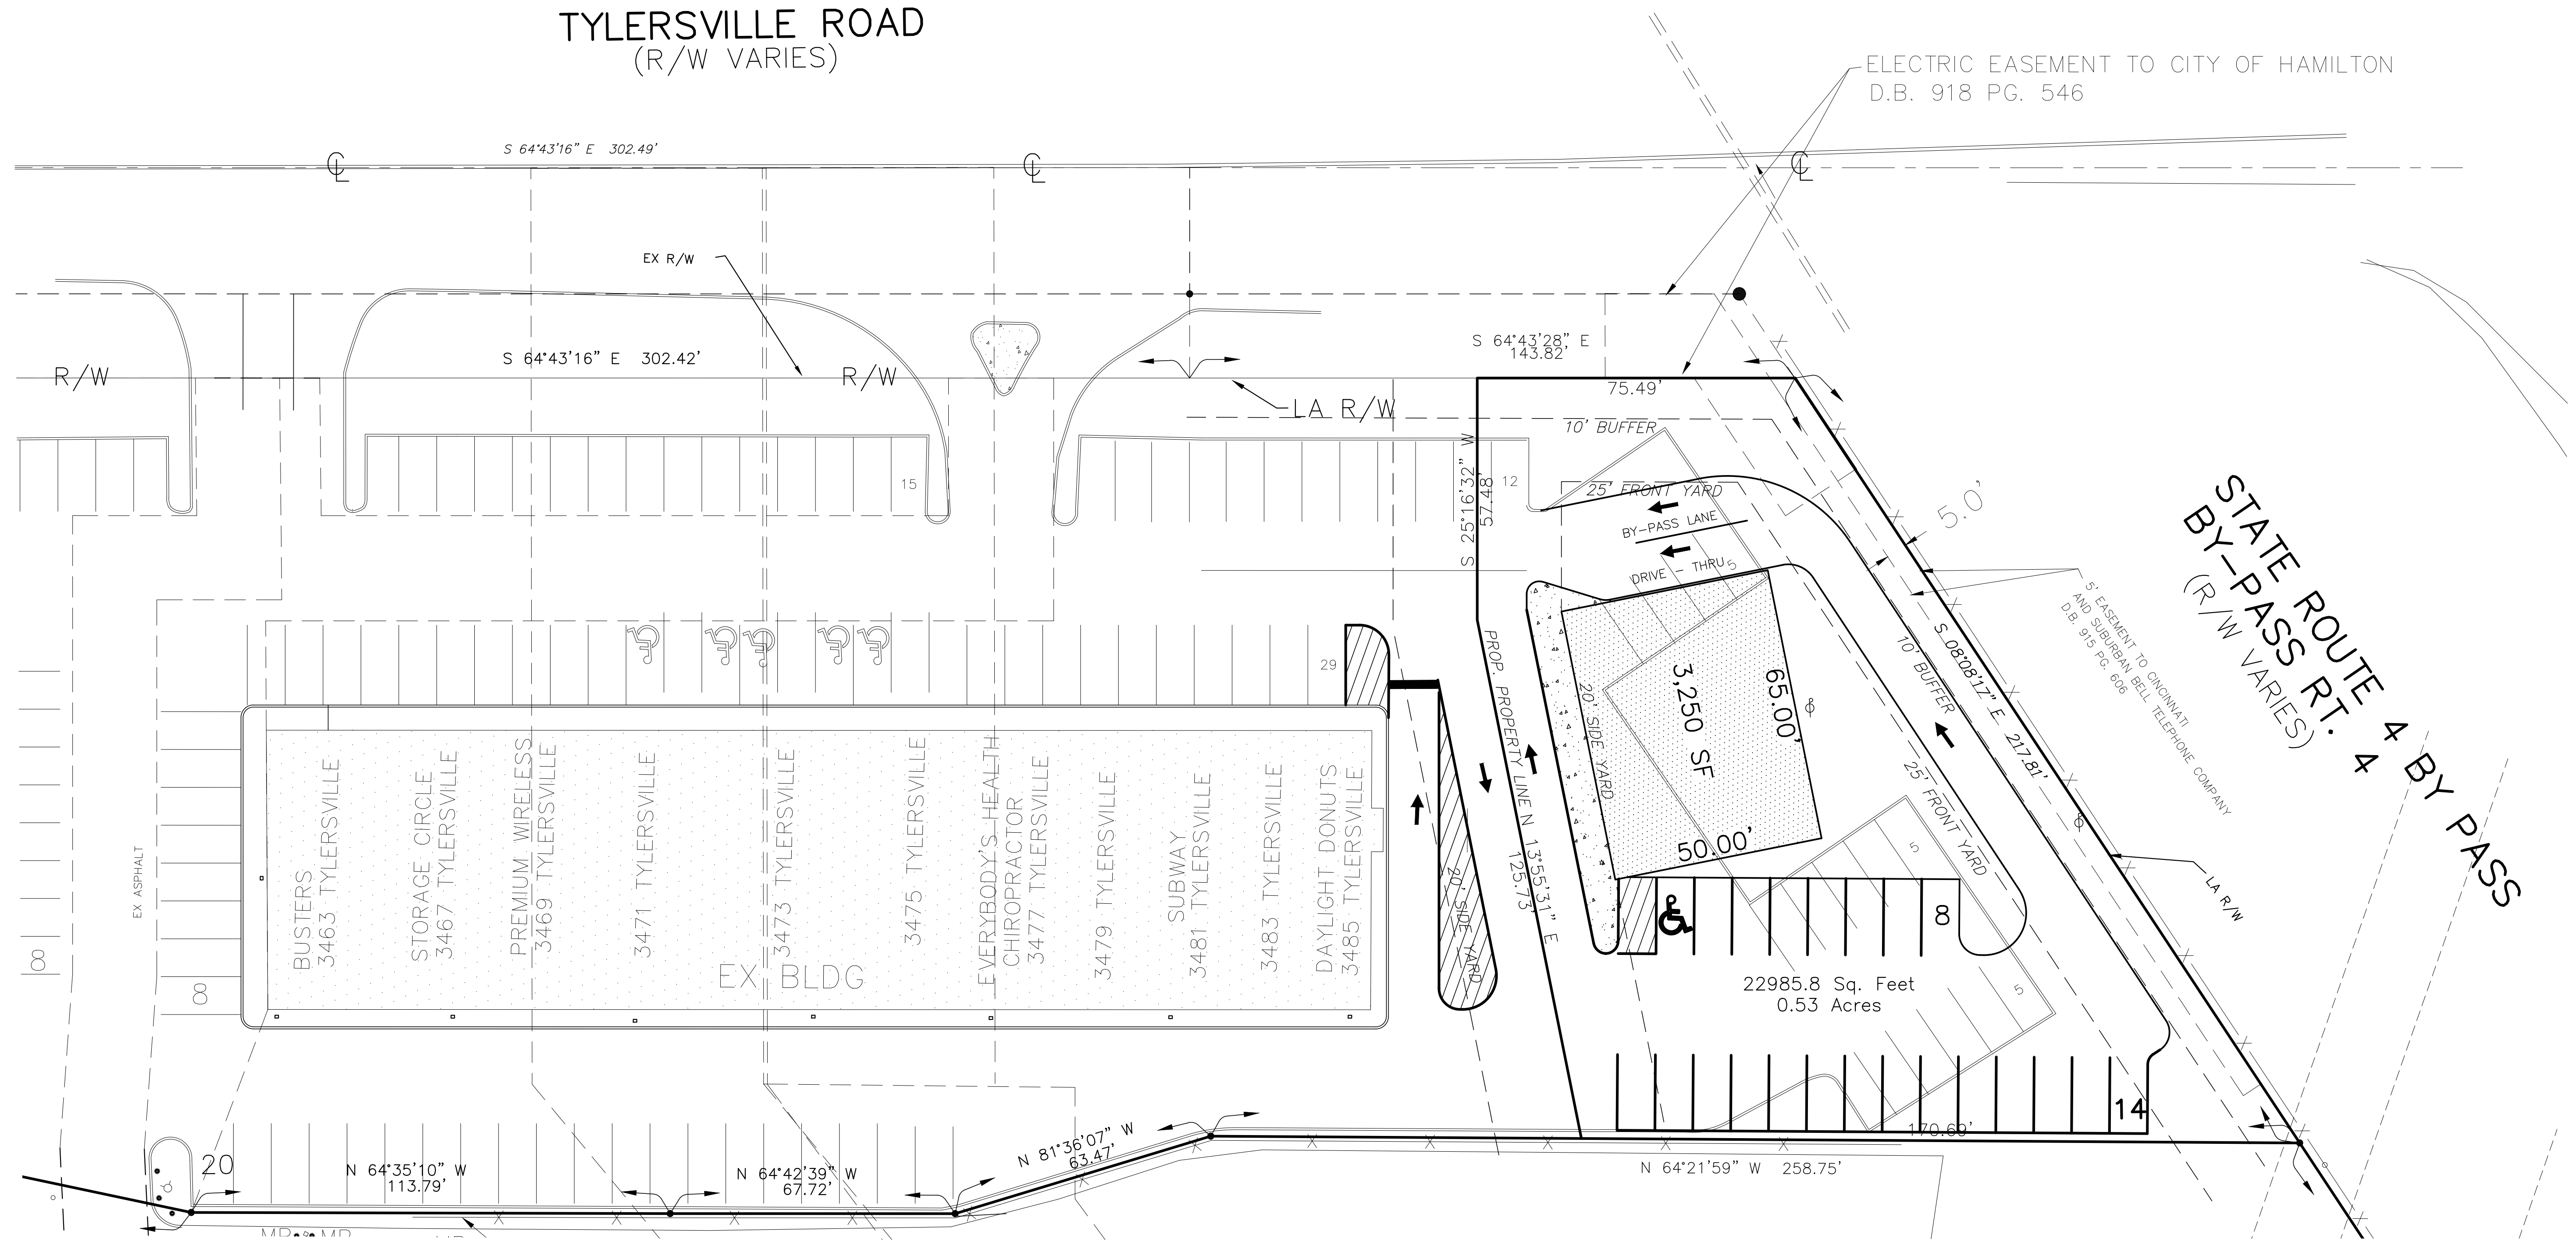 TYLERSVILLE ROAD
(R/W VARIES)
ELECTRIC EASEMENT TO CITY OF HAMILTON
D.B. 918 PG. 546
S 64°43'16" E 302.49'
EX R/W
S 64°43'16" E 302.42'
R/W
R/W
LA R/W
S 64°43'28" E
143.82'
75.49'
10' BUFFER
S 25°16'32" W
57.48'
15
12
25' FRONT YARD
BY-PASS LANE
DRIVE - THRU
5
5.0'
STATE ROUTE 4 BY PASS
BY-PASS RT. 4
(R/W VARIES)
5' EASEMENT TO CINCINNATI
AND SUBURBAN BELL TELEPHONE COMPANY
D.B. 915 PG. 606
S 08°08'17" E 217.81'
10' BUFFER
25' FRONT YARD
LA R/W
29
PROP. PROPERTY LINE N 13°55'31" E
125.73'
20' SIDE YARD
20' SIDE YARD
3,250 SF
65.00'
50.00'
5
5
8
22985.8 Sq. Feet
0.53 Acres
14
170.69'
N 64°21'59" W 258.75'
BUSTERS
3463 TYLERSVILLE
STORAGE CIRCLE
3467 TYLERSVILLE
PREMIUM WIRELESS
3469 TYLERSVILLE
3471 TYLERSVILLE
3473 TYLERSVILLE
3475 TYLERSVILLE
EVERYBODY'S HEALTH
CHIROPRACTOR
3477 TYLERSVILLE
3479 TYLERSVILLE
SUBWAY
3481 TYLERSVILLE
3483 TYLERSVILLE
DAYLIGHT DONUTS
3485 TYLERSVILLE
EX BLDG
EX ASPHALT
8
8
20
N 64°35'10" W
113.79'
N 64°42'39" W
67.72'
N 81°36'07" W
63.47'